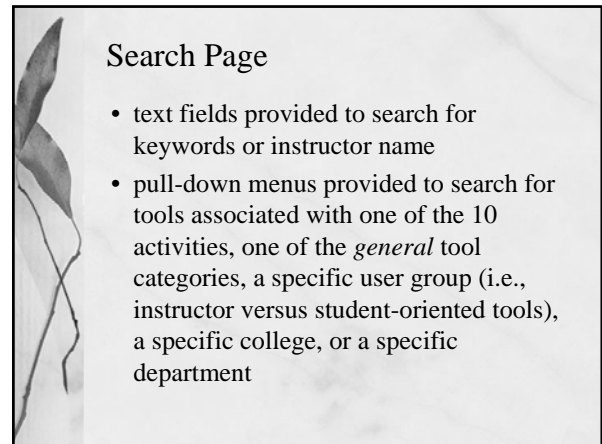 Search Page
• text fields provided to search for
keywords or instructor name
• pull-down menus provided to search for
tools associated with one of the 10
activities, one of the general tool
categories, a specific user group (i.e.,
instructor versus student-oriented tools),
a specific college, or a specific
department